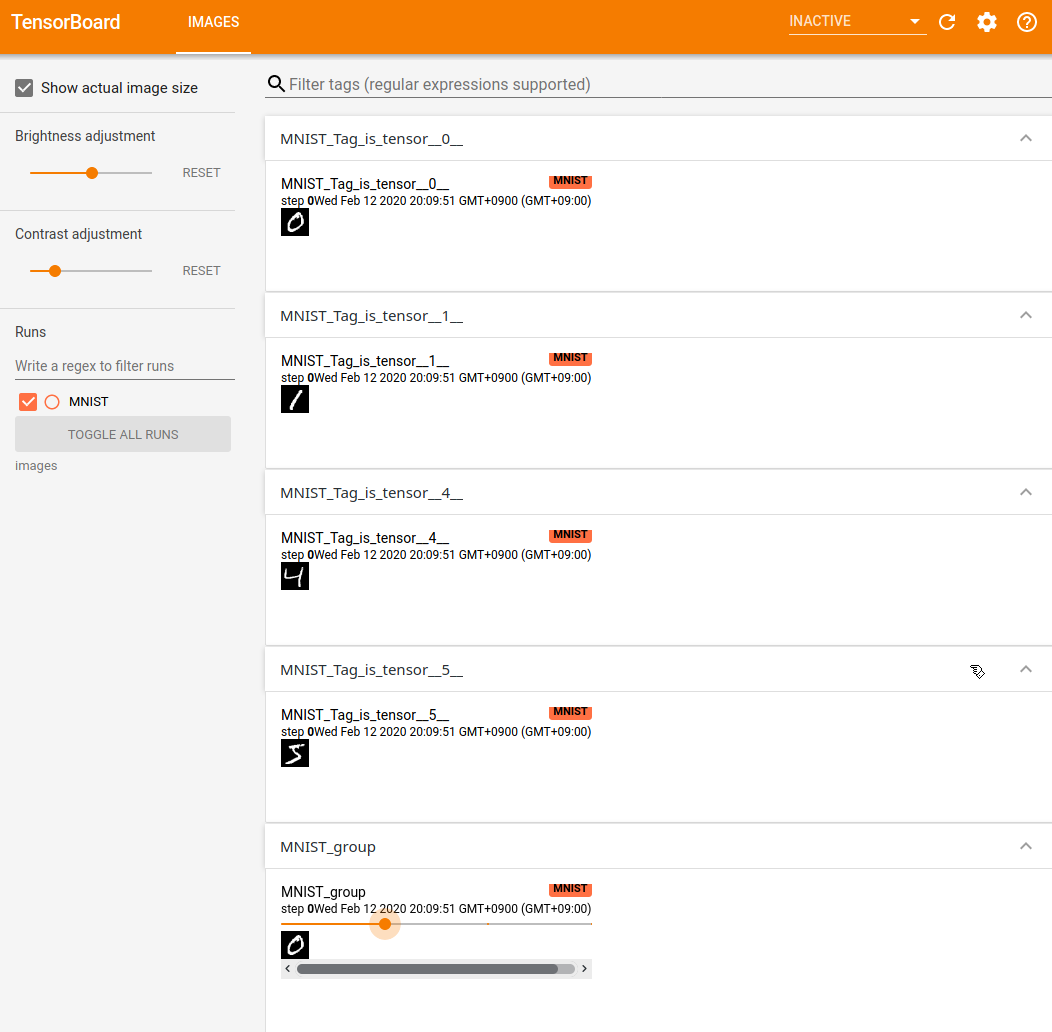 TensorBoard
IMAGES
INACTIVE
Show actual image size
Brightness adjustment
RESET
Contrast adjustment
RESET
Runs
Write a regex to filter runs
MNIST
TOGGLE ALL RUNS
images
Filter tags (regular expressions supported)
MNIST_Tag_is_tensor__0__
MNIST_Tag_is_tensor__0__ MNIST
step 0Wed Feb 12 2020 20:09:51 GMT+0900 (GMT+09:00)
0
MNIST_Tag_is_tensor__1__
MNIST_Tag_is_tensor__1__ MNIST
step 0Wed Feb 12 2020 20:09:51 GMT+0900 (GMT+09:00)
1
MNIST_Tag_is_tensor__4__
MNIST_Tag_is_tensor__4__ MNIST
step 0Wed Feb 12 2020 20:09:51 GMT+0900 (GMT+09:00)
4
MNIST_Tag_is_tensor__5__
MNIST_Tag_is_tensor__5__ MNIST
step 0Wed Feb 12 2020 20:09:51 GMT+0900 (GMT+09:00)
5
MNIST_group
MNIST_group MNIST
step 0Wed Feb 12 2020 20:09:51 GMT+0900 (GMT+09:00)
0